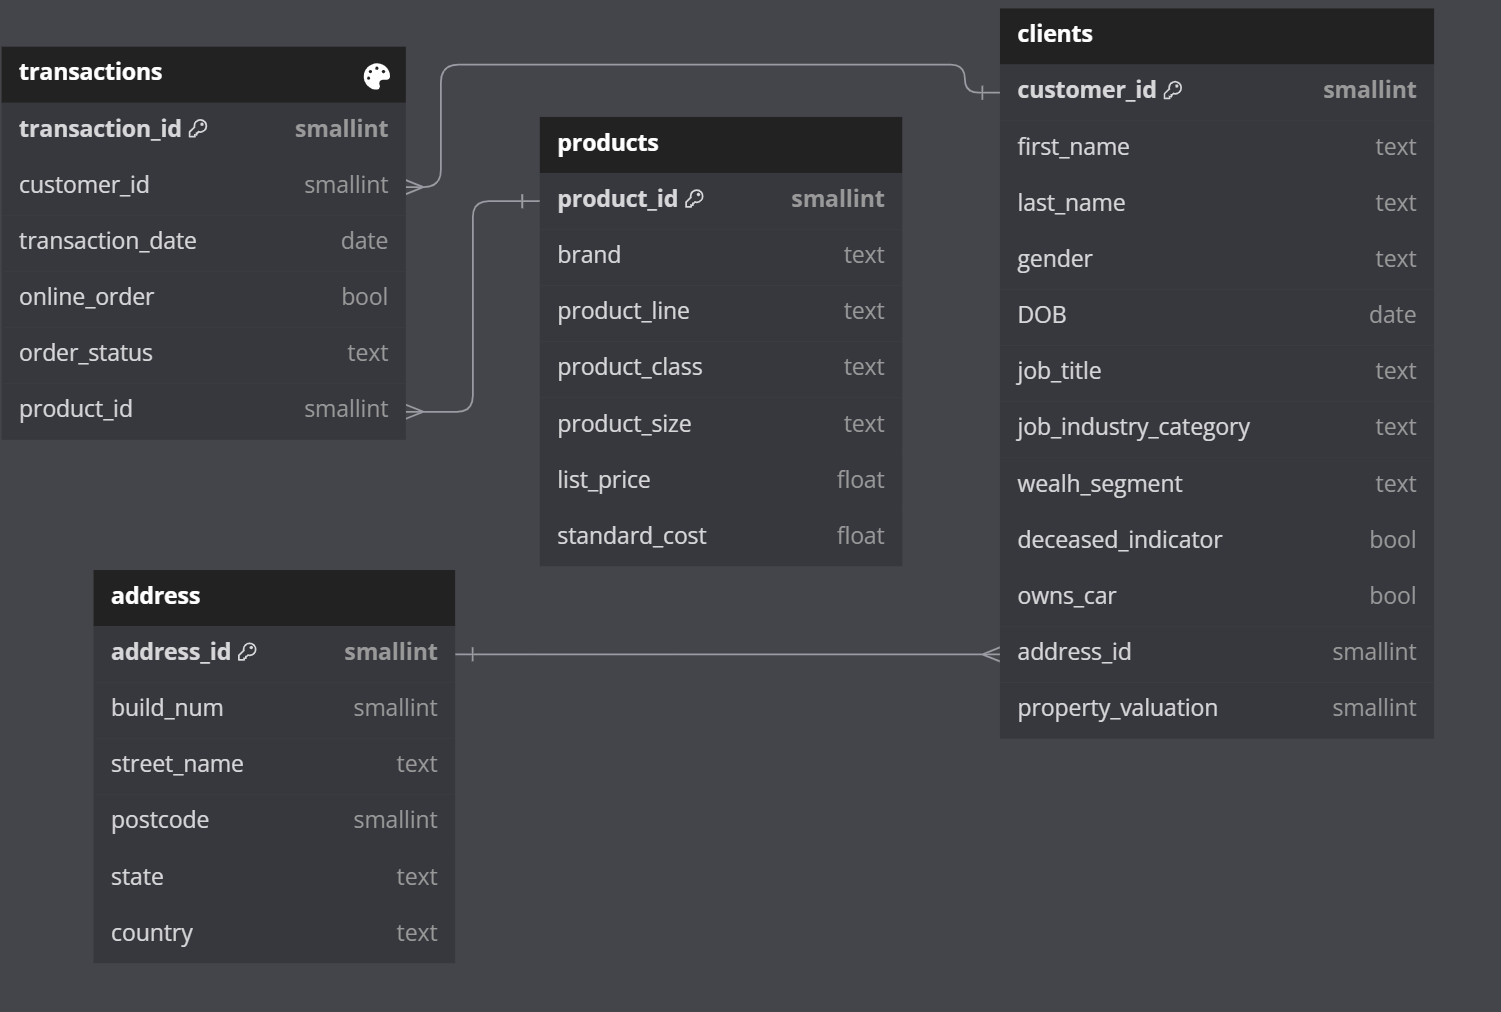 transactions
transaction_id smallint
customer_id smallint
transaction_date date
online_order bool
order_status text
product_id smallint
products
product_id smallint
brand text
product_line text
product_class text
product_size text
list_price float
standard_cost float
clients
customer_id smallint
first_name text
last_name text
gender text
DOB date
job_title text
job_industry_category text
wealh_segment text
deceased_indicator bool
owns_car bool
address_id smallint
property_valuation smallint
address
address_id smallint
build_num smallint
street_name text
postcode smallint
state text
country text